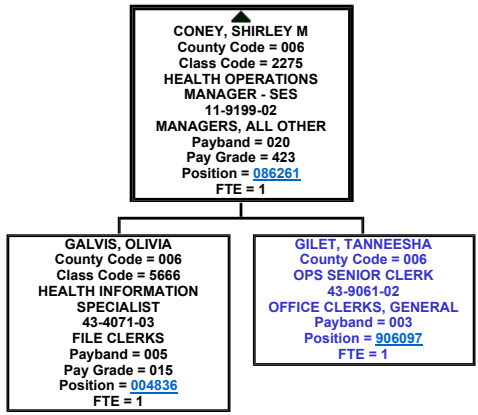 CONEY, SHIRLEY M
County Code = 006
Class Code = 2275
HEALTH OPERATIONS
MANAGER - SES
11-9199-02
MANAGERS, ALL OTHER
Payband = 020
Pay Grade = 423
Position = 086261
FTE = 1
GALVIS, OLIVIA
County Code = 006
Class Code = 5666
HEALTH INFORMATION
SPECIALIST
43-4071-03
FILE CLERKS
Payband = 005
Pay Grade = 015
Position = 004836
FTE = 1
GILET, TANNEESHA
County Code = 006
OPS SENIOR CLERK
43-9061-02
OFFICE CLERKS, GENERAL
Payband = 003
Position = 906097
FTE = 1